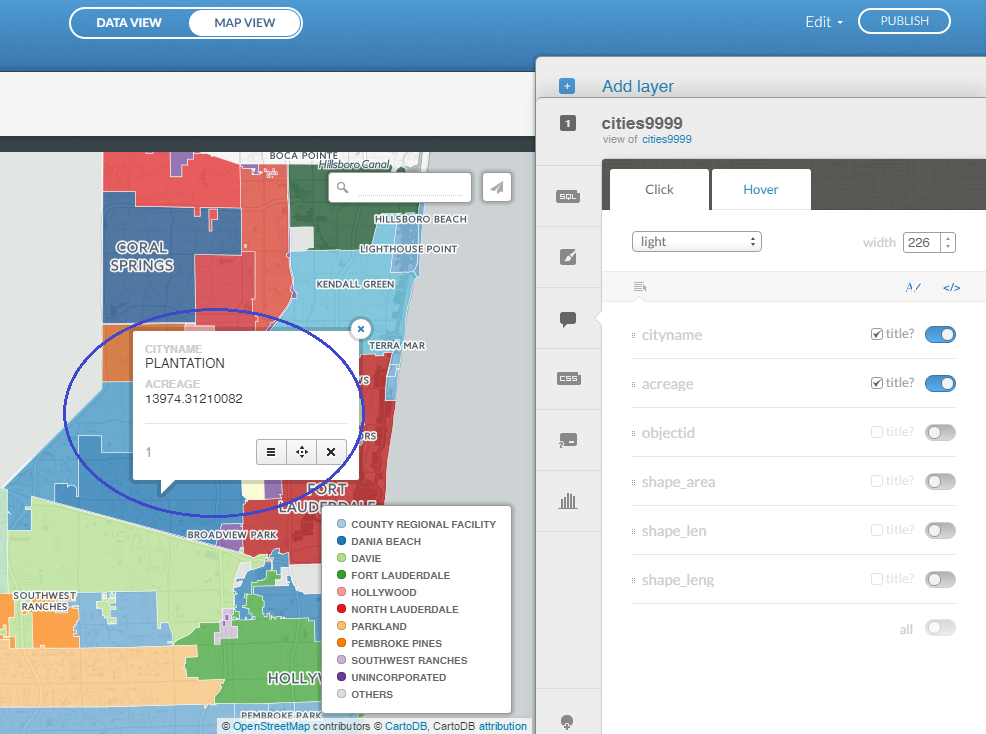 DATA VIEW
MAP VIEW
Edit
PUBLISH
Add layer
1
cities9999
view of cities9999
Click
Hover
light
width
226
SQL
CSS
A
</>
cityname
title?
acreage
title?
objectid
title?
shape_area
title?
shape_len
title?
shape_leng
title?
all
BOCA POINTE
Hillsboro Canal
HILLSBORO BEACH
CORAL
SPRINGS
LIGHTHOUSE POINT
KENDALL GREEN
TERRA MAR
CITYNAME
PLANTATION
ACREAGE
13974.31210082
1
FORT
LAUDERDALE
BROADVIEW PARK
SOUTHWEST
RANCHES
PEMBROKE PARK
COUNTY REGIONAL FACILITY
DANIA BEACH
DAVIE
FORT LAUDERDALE
HOLLYWOOD
NORTH LAUDERDALE
PARKLAND
PEMBROKE PINES
SOUTHWEST RANCHES
UNINCORPORATED
OTHERS
HOLLYW
© OpenStreetMap contributors © CartoDB, CartoDB attribution